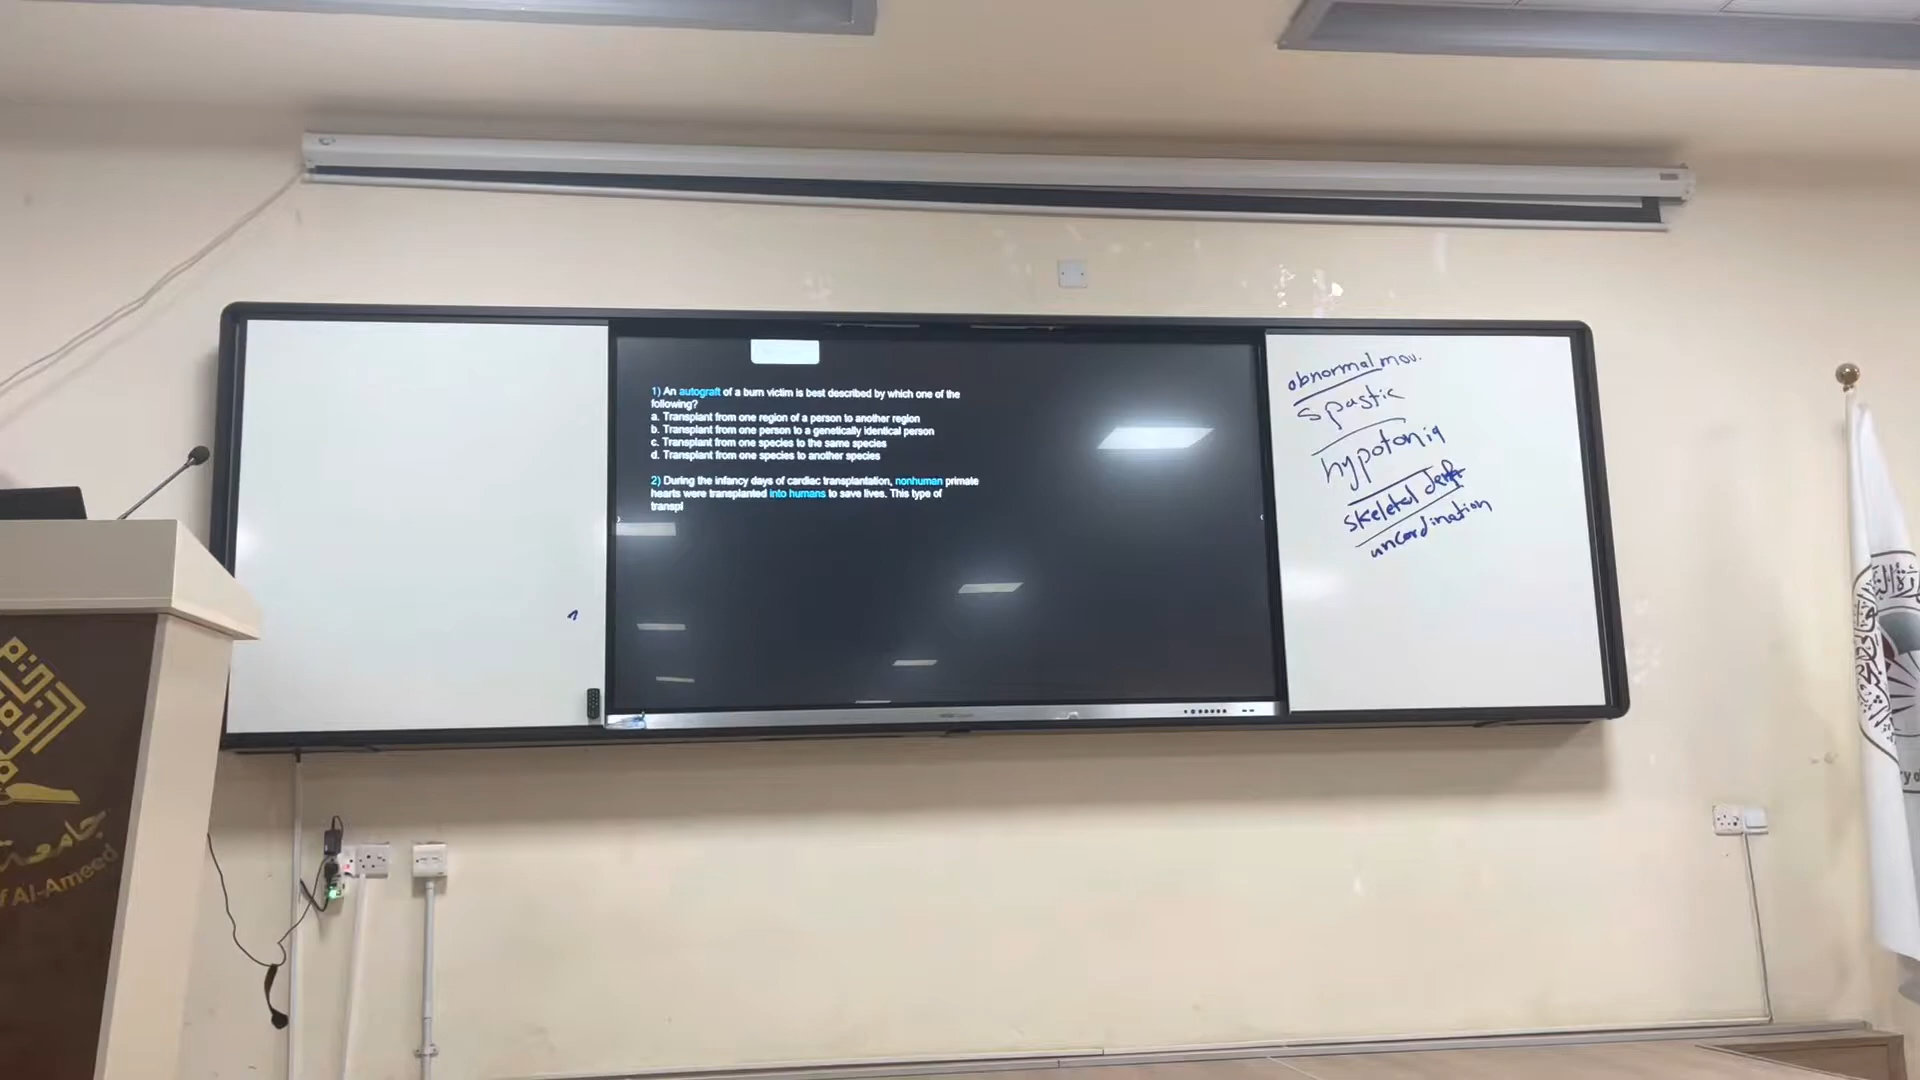 1) An autograft of a burn victim is best described by which one of the
following?
a. Transplant from one region of a person to another region
b. Transplant from one person to a genetically identical person
c. Transplant from one species to the same species
d. Transplant from one species to another species
2) During the infancy days of cardiac transplantation, nonhuman primate
hearts were transplanted into humans to save lives. This type of
transpl
abnormal mov.
spastic
hypotonia
skeletal
uncordination
جامعة
f Al-Ameed